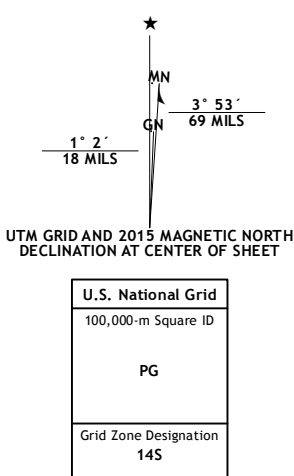 MN
3° 53´
69 MILS
GN
1° 2´
18 MILS
UTM GRID AND 2015 MAGNETIC NORTH
DECLINATION AT CENTER OF SHEET
U.S. National Grid
100,000-m Square ID
PG
Grid Zone Designation
14S